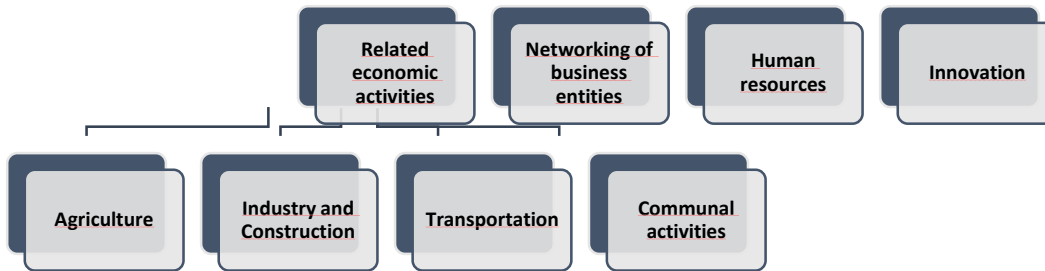 Related
economic
activities
Networking of
business
entities
Human
resources
Innovation
Agriculture
Industry and
Construction
Transportation
Communal
activities